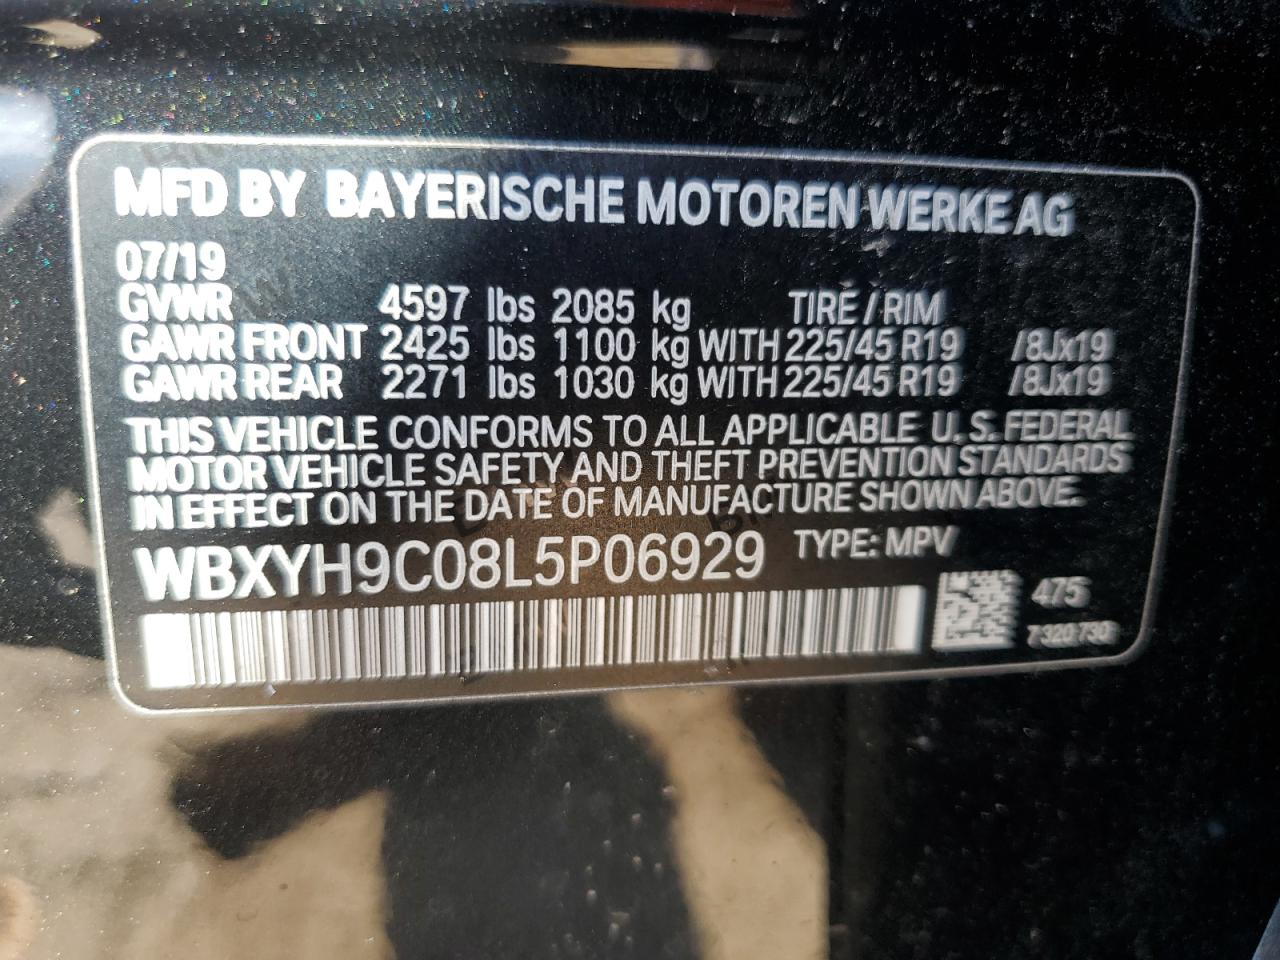 MFD BY BAYERISCHE MOTOREN WERKE AG
07/19
GVWR 4597 lbs 2085 kg TIRE / RIM
GAWR FRONT 2425 lbs 1100 kg WITH 225/45 R19 /8Jx19
GAWR REAR 2271 lbs 1030 kg WITH 225/45 R19 /8Jx19
THIS VEHICLE CONFORMS TO ALL APPLICABLE U.S. FEDERAL
MOTOR VEHICLE SAFETY AND THEFT PREVENTION STANDARDS
IN EFFECT ON THE DATE OF MANUFACTURE SHOWN ABOVE.
WBXYH9C08L5P06929 TYPE: MPV
475
7 320 730